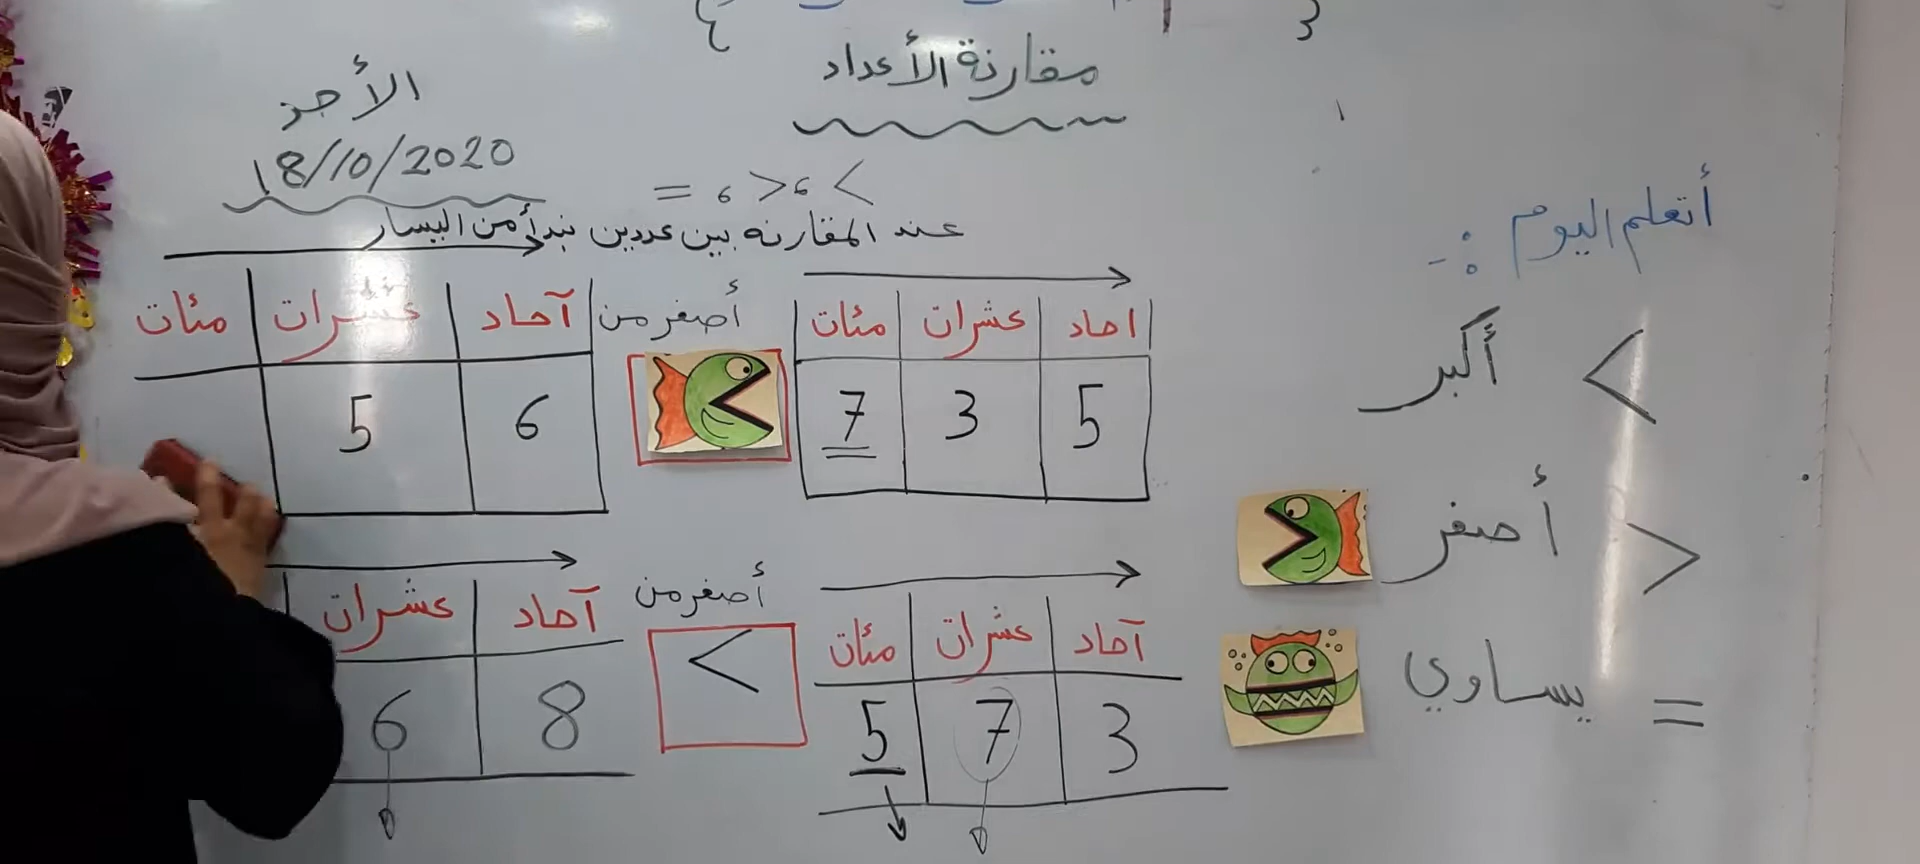 مقارنة الأعداد
الأحد
18/10/2020
= ، > ، <
عند المقارنة بين عددين نبدأ من اليسار
أتعلم اليوم :-
أكبر <
أصغر >
يساوي =
مئات عشرات آحاد
5 6
أصغر من
مئات عشرات احاد
7 3 5
عشرات آحاد
6 8
أصغر من
<
مئات عشرات آحاد
5 7 3